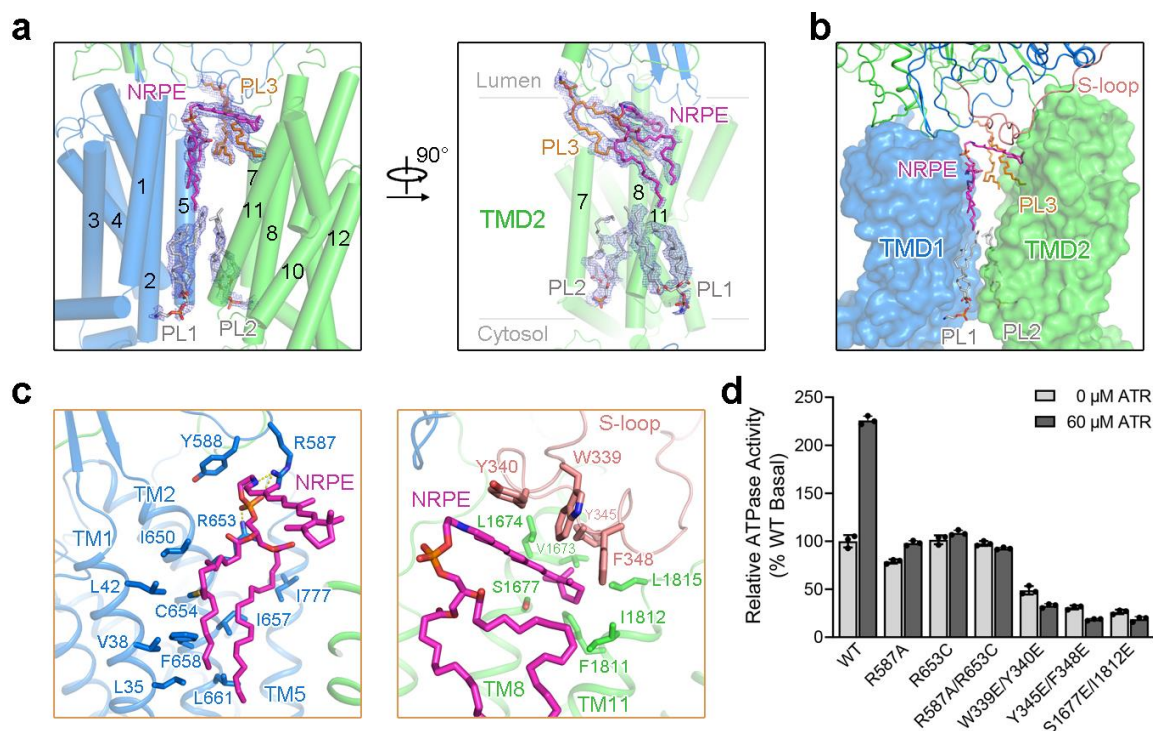 a
NRPE
PL3
1
3
4
5
7
11
8
12
2
10
PL1
PL2
90°
Lumen
NRPE
PL3
7
8
11
TMD2
PL2
PL1
Cytosol
b
S-loop
NRPE
PL3
TMD1
TMD2
PL1
PL2
c
Y588
R587
NRPE
TM2
R653
TM1
I650
L42
C654
I777
I657
V38
F658
L35
L661
TM5
S-loop
Y340
W339
NRPE
L1674
Y345
V1673
F348
S1677
L1815
I1812
F1811
TM8
TM11
d
0 µM ATR
60 µM ATR
Relative ATPase Activity
(% WT Basal)
250
200
150
100
50
0
WT
R587A
R653C
R587A/R653C
W339E/Y340E
Y345E/F348E
S1677E/I1812E